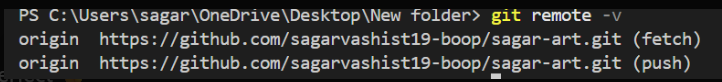 PS C:\Users\sagar\OneDrive\Desktop\New folder> git remote -v
origin  https://github.com/sagarvashist19-boop/sagar-art.git (fetch)
origin  https://github.com/sagarvashist19-boop/sagar-art.git (push)